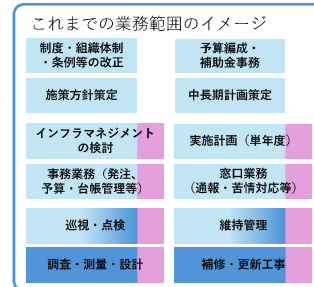 これまでの業務範囲のイメージ
制度・組織体制
・条例等の改正
予算編成・
補助金事務
施策方針策定
中長期計画策定
インフラマネジメント
の検討
実施計画（単年度）
事務業務（発注、
予算・台帳管理等）
窓口業務
（通報・苦情対応等）
巡視・点検
維持管理
調査・測量・設計
補修・更新工事